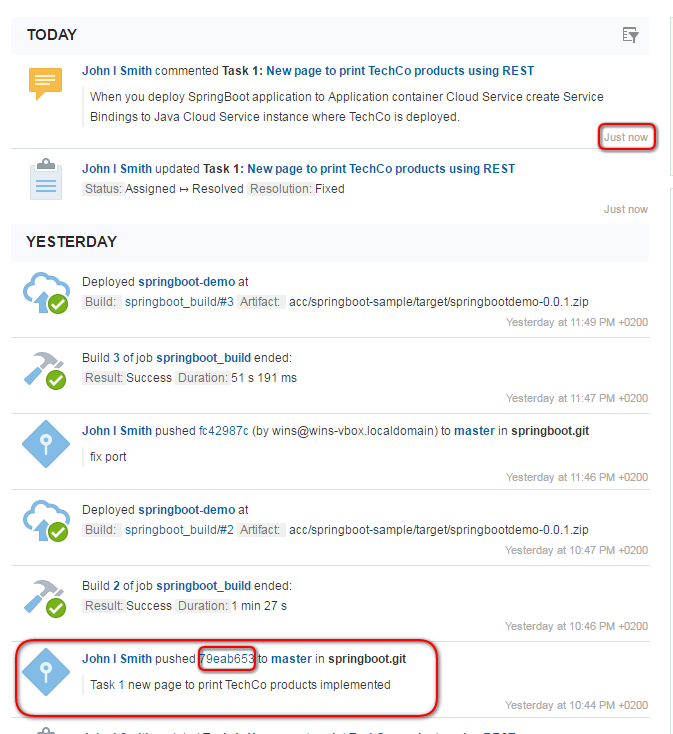 TODAY
John I Smith commented Task 1: New page to print TechCo products using REST
When you deploy SpringBoot application to Application container Cloud Service create Service
Bindings to Java Cloud Service instance where TechCo is deployed.
Just now
John I Smith updated Task 1: New page to print TechCo products using REST
Status: Assigned ↦ Resolved Resolution: Fixed
Just now
YESTERDAY
Deployed springboot-demo at
Build: springboot_build/#3 Artifact: acc/springboot-sample/target/springbootdemo-0.0.1.zip
Yesterday at 11:49 PM +0200
Build 3 of job springboot_build ended:
Result: Success Duration: 51 s 191 ms
Yesterday at 11:47 PM +0200
John I Smith pushed fc42987c (by wins@wins-vbox.localdomain) to master in springboot.git
fix port
Yesterday at 11:46 PM +0200
Deployed springboot-demo at
Build: springboot_build/#2 Artifact: acc/springboot-sample/target/springbootdemo-0.0.1.zip
Yesterday at 10:47 PM +0200
Build 2 of job springboot_build ended:
Result: Success Duration: 1 min 27 s
Yesterday at 10:46 PM +0200
John I Smith pushed 79eab653 to master in springboot.git
Task 1 new page to print TechCo products implemented
Yesterday at 10:44 PM +0200